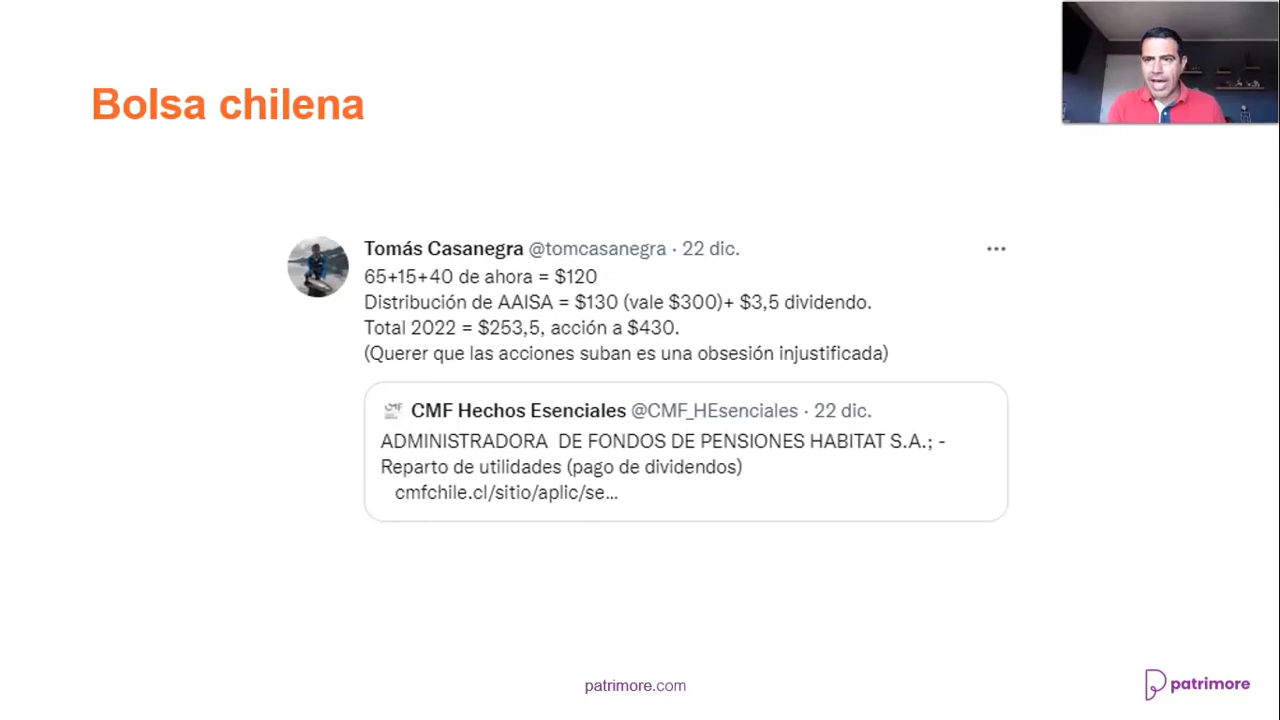 Bolsa chilena
Tomás Casanegra @tomcasanegra · 22 dic.
65+15+40 de ahora = $120
Distribución de AAISA = $130 (vale $300)+ $3,5 dividendo.
Total 2022 = $253,5, acción a $430.
(Querer que las acciones suban es una obsesión injustificada)
CMF Hechos Esenciales @CMF_HEsenciales · 22 dic.
ADMINISTRADORA DE FONDOS DE PENSIONES HABITAT S.A.; -
Reparto de utilidades (pago de dividendos)
cmfchile.cl/sitio/aplic/se...
patrimore.com
patrimore